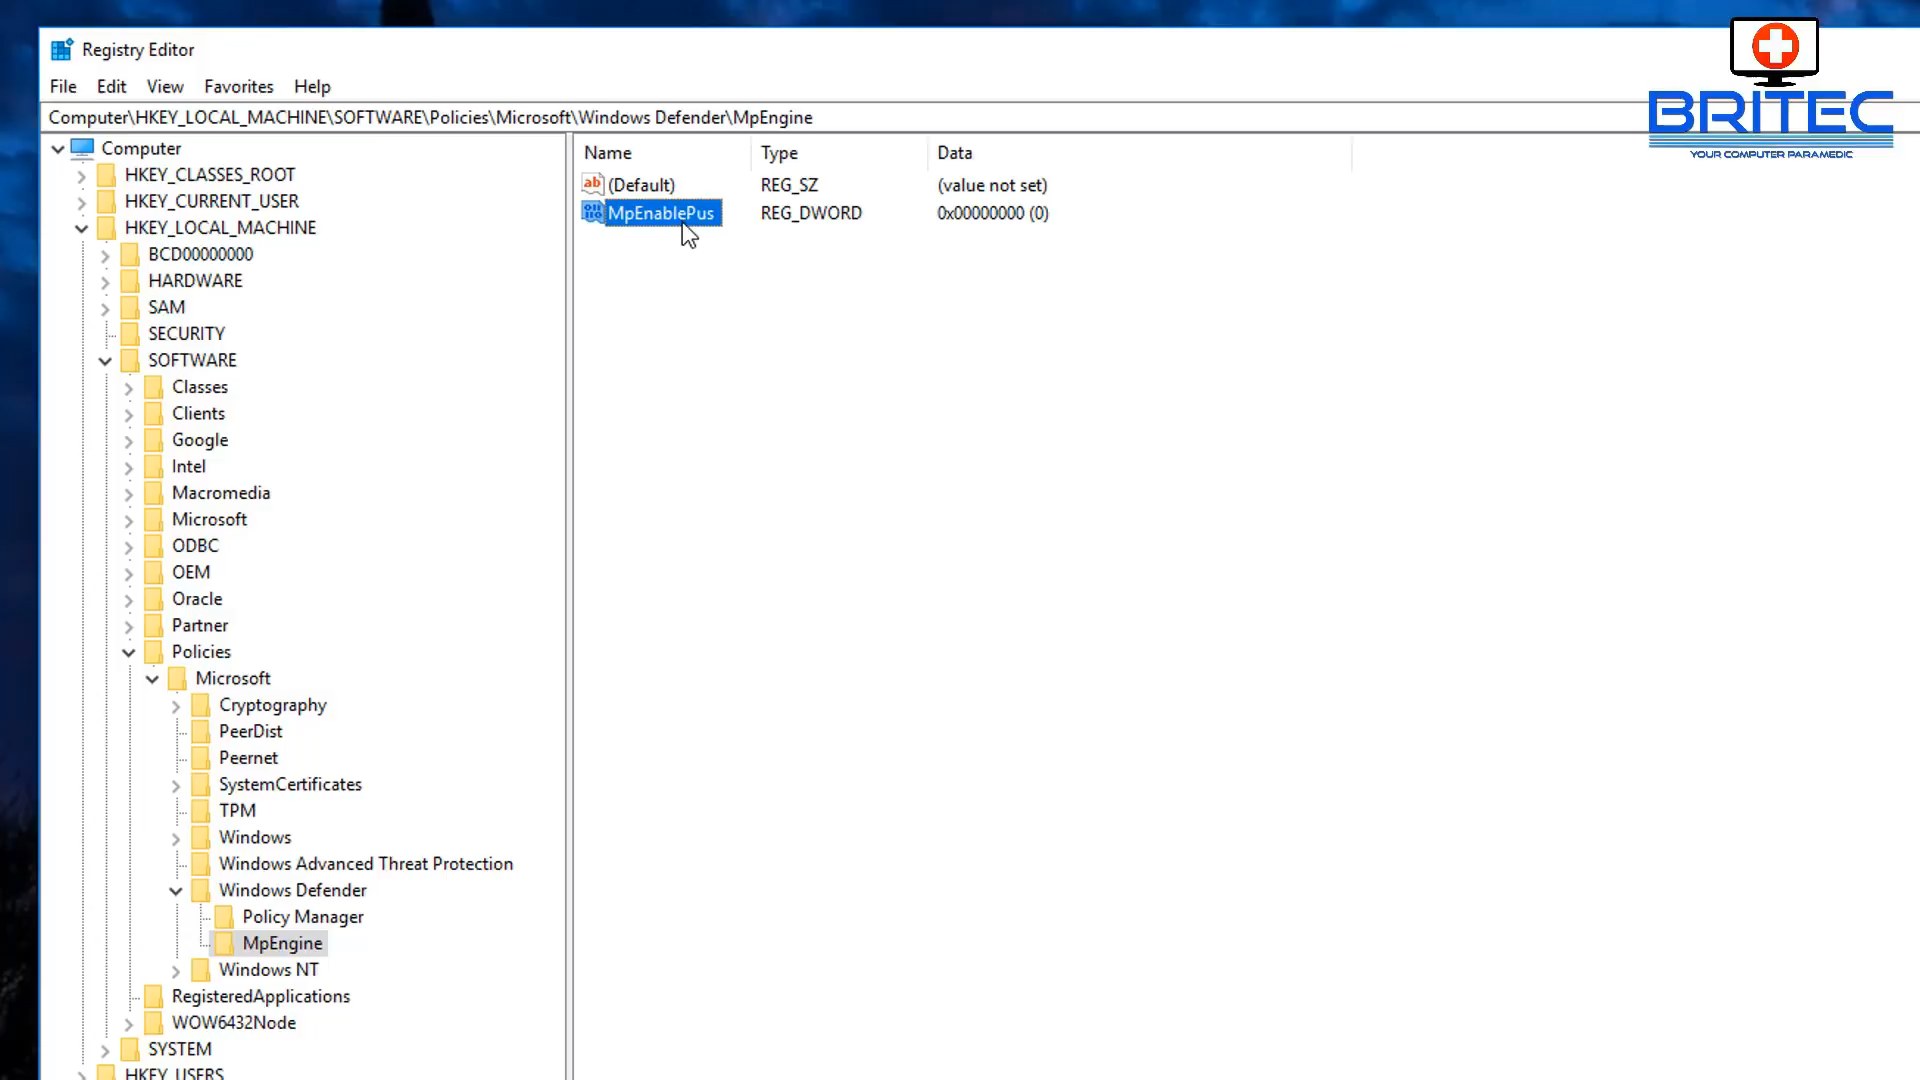 Registry Editor
File Edit View Favorites Help
Computer\HKEY_LOCAL_MACHINE\SOFTWARE\Policies\Microsoft\Windows Defender\MpEngine
BRITEC
YOUR COMPUTER PARAMEDIC
Computer
HKEY_CLASSES_ROOT
HKEY_CURRENT_USER
HKEY_LOCAL_MACHINE
BCD00000000
HARDWARE
SAM
SECURITY
SOFTWARE
Classes
Clients
Google
Intel
Macromedia
Microsoft
ODBC
OEM
Oracle
Partner
Policies
Microsoft
Cryptography
PeerDist
Peernet
SystemCertificates
TPM
Windows
Windows Advanced Threat Protection
Windows Defender
Policy Manager
MpEngine
Windows NT
RegisteredApplications
WOW6432Node
SYSTEM
HKEY_USERS
Name Type Data
(Default) REG_SZ (value not set)
MpEnablePus REG_DWORD 0x00000000 (0)